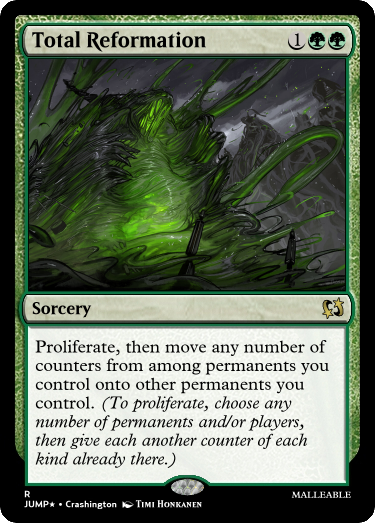 Total Reformation 1
Sorcery
Proliferate, then move any number of
counters from among permanents you
control onto other permanents you
control. (To proliferate, choose any
number of permanents and/or players,
then give each another counter of each
kind already there.)
R MALLEABLE
JUMP★ • Crashington Timi Honkanen